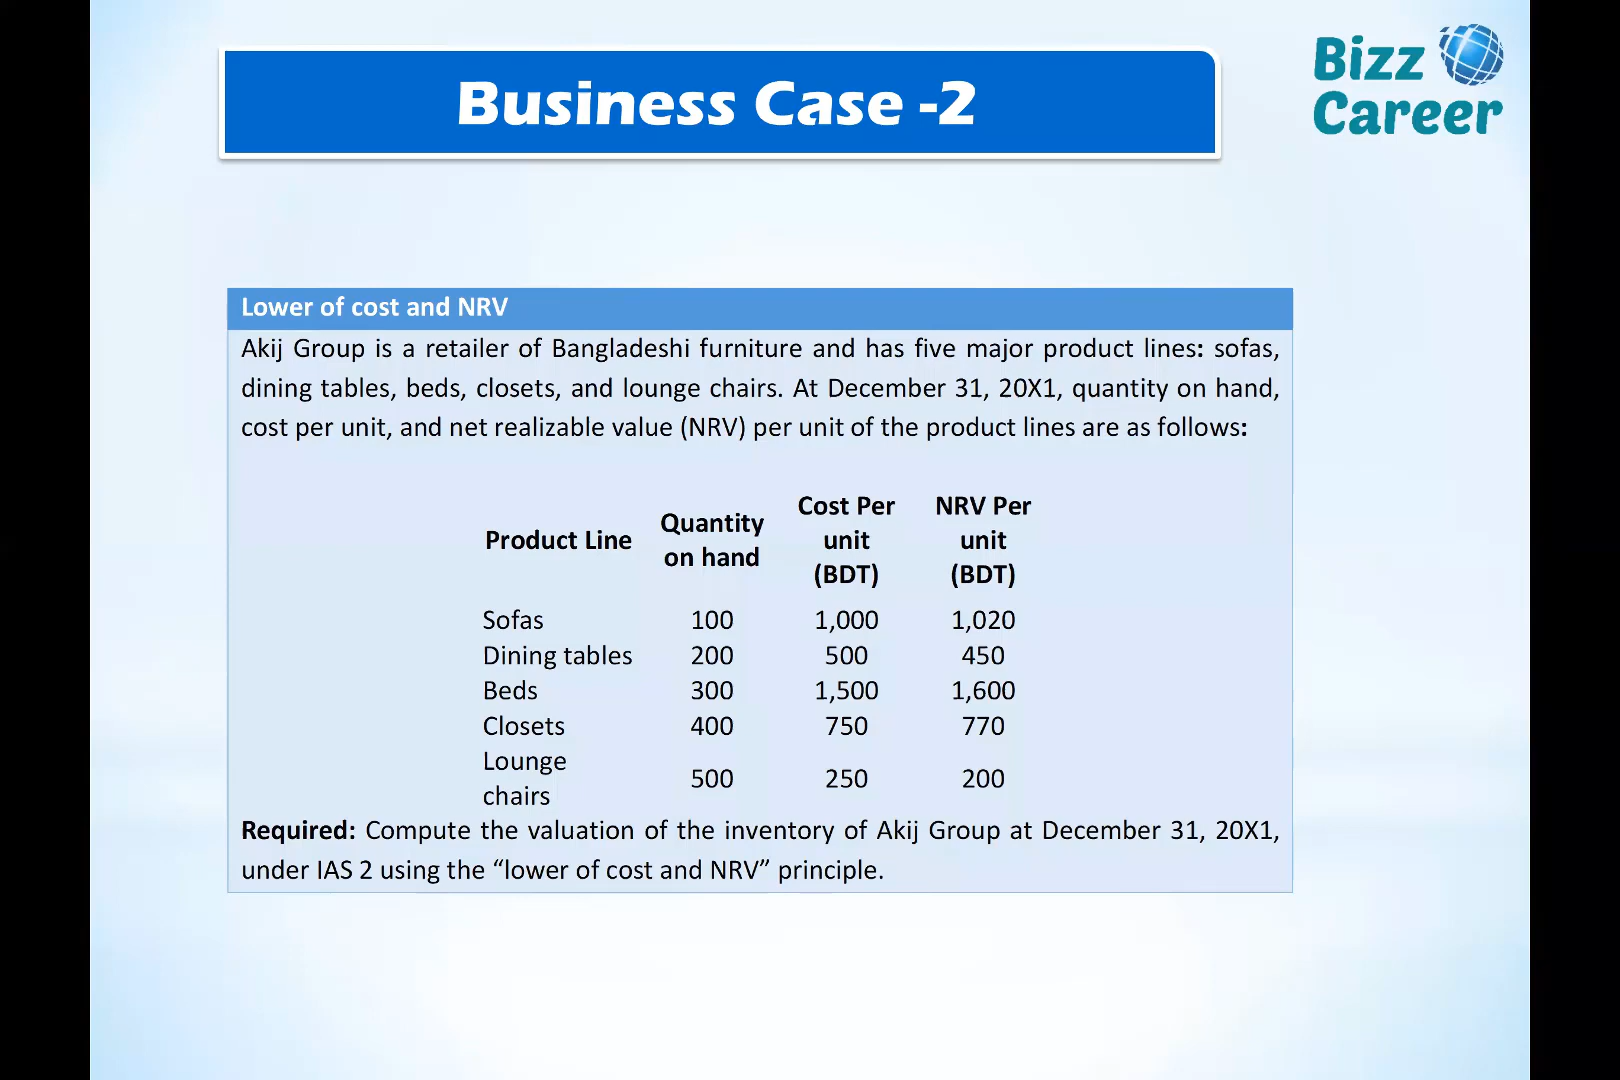 Business Case -2
Bizz
Career
Lower of cost and NRV
Akij Group is a retailer of Bangladeshi furniture and has five major product lines: sofas,
dining tables, beds, closets, and lounge chairs. At December 31, 20X1, quantity on hand,
cost per unit, and net realizable value (NRV) per unit of the product lines are as follows:
Product Line Quantity on hand Cost Per unit (BDT) NRV Per unit (BDT)
Sofas 100 1,000 1,020
Dining tables 200 500 450
Beds 300 1,500 1,600
Closets 400 750 770
Lounge chairs 500 250 200
Required: Compute the valuation of the inventory of Akij Group at December 31, 20X1,
under IAS 2 using the “lower of cost and NRV” principle.